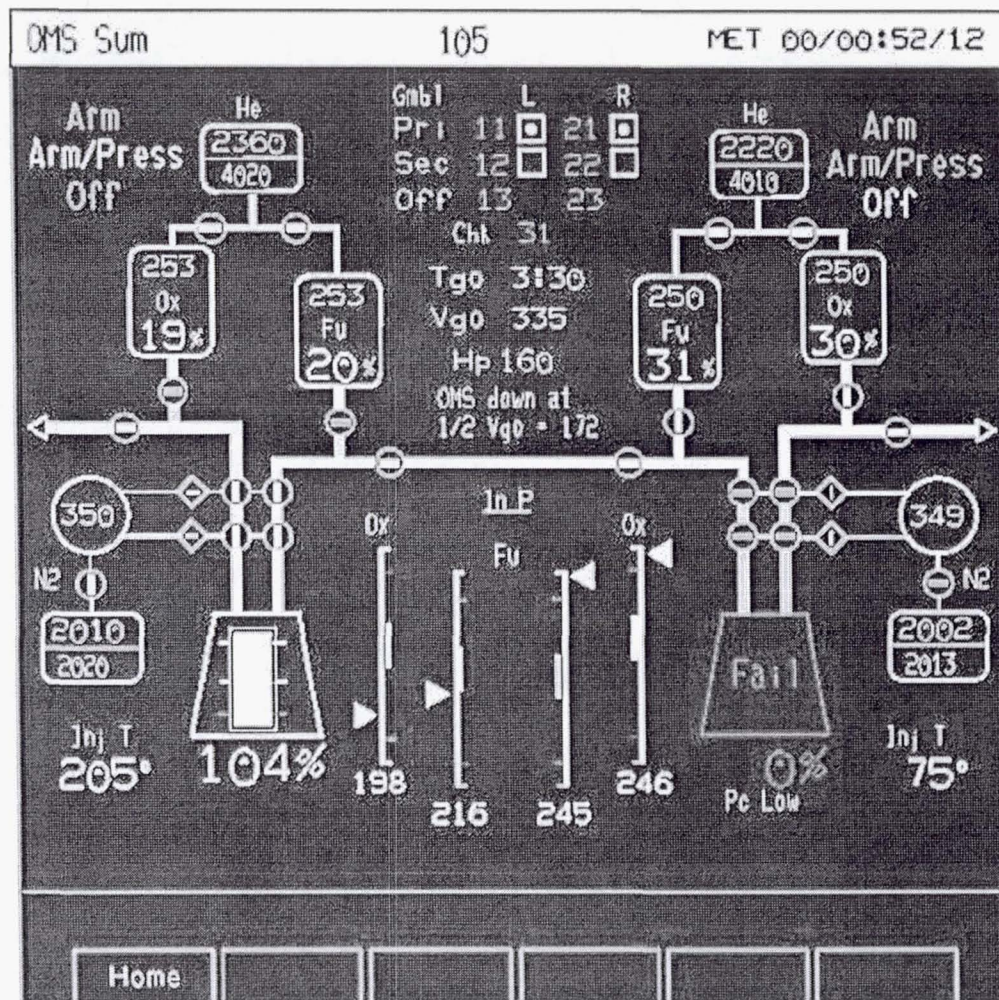 OMS Sum 105 MET 00/00:52/12
Gmbl L R
Arm He Pri 11 21 He Arm
Arm/Press 2360 Sec 12 22 2220 Arm/Press
Off 4020 Off 13 23 4010 Off
Chk 31
253 253 Tgo 3:30 250 250
Ox Fu Vgo 335 Fu Ox
19% 20% Hp 160 31% 30%
OMS down at
1/2 Vgo = 172
In P
350 Ox Fu Ox 349
N2 N2
2010 2002
2020 Fail 2013
Inj T Inj T
205° 104% 198 246 0% 75°
216 245 Pc Low
Home